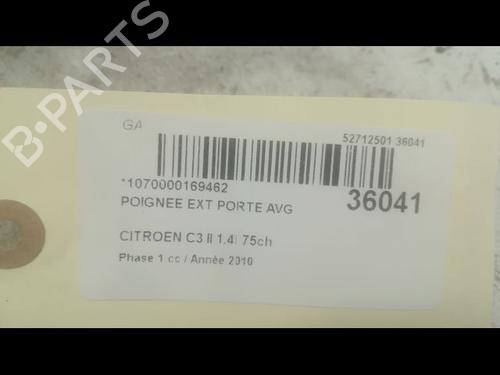 B-PARTS
GA
52712501 36041
*1070000169462
36041
POIGNEE EXT PORTE AVG
CITROEN C3 II 1.4i 75ch
Phase 1 cc / Année 2010